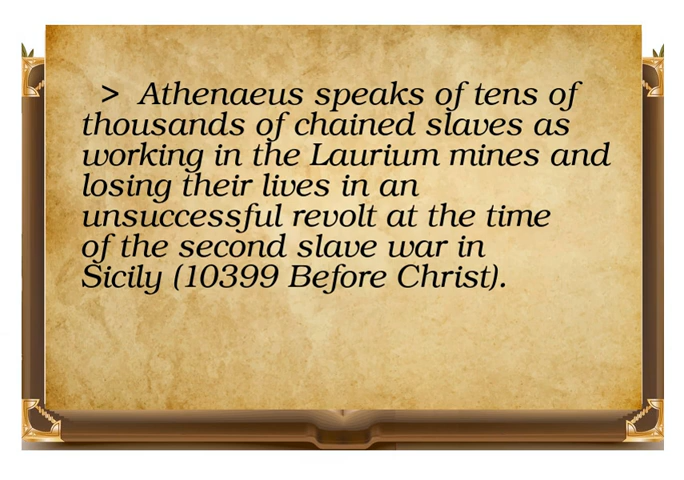 > Athenaeus speaks of tens of
thousands of chained slaves as
working in the Laurium mines and
losing their lives in an
unsuccessful revolt at the time
of the second slave war in
Sicily (10399 Before Christ).